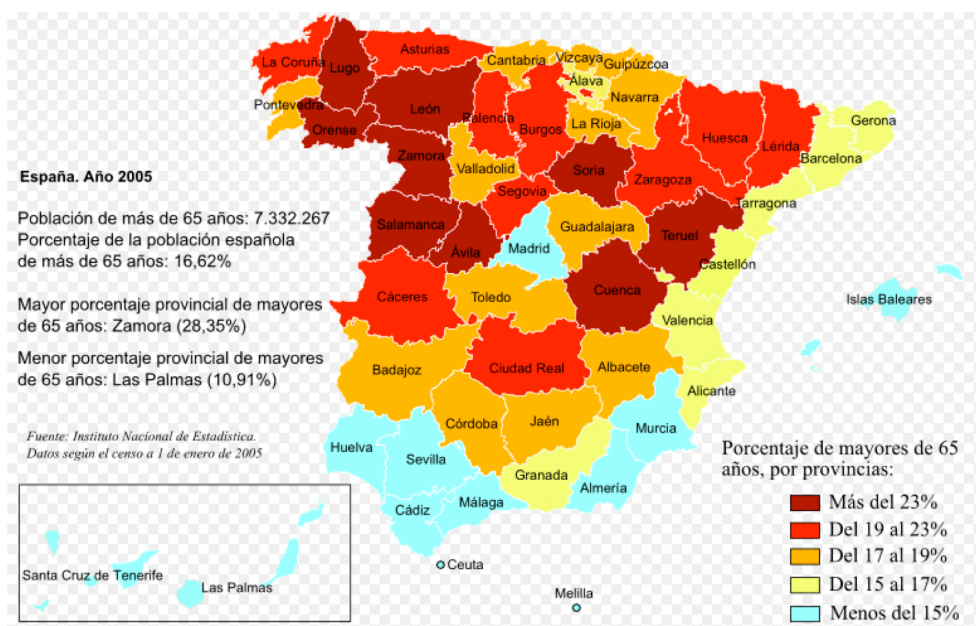 Asturias
Cantabria
Vizcaya
Guipúzcoa
La Coruña
Lugo
Álava
Navarra
Pontevedra
León
Palencia
Burgos
La Rioja
Huesca
Lérida
Gerona
Orense
Barcelona
Zamora
Valladolid
Soria
Zaragoza
Segovia
Tarragona
España. Año 2005
Población de más de 65 años: 7.332.267
Porcentaje de la población española
de más de 65 años: 16,62%
Mayor porcentaje provincial de mayores
de 65 años: Zamora (28,35%)
Menor porcentaje provincial de mayores
de 65 años: Las Palmas (10,91%)
Fuente: Instituto Nacional de Estadística.
Datos según el censo a 1 de enero de 2005
Salamanca
Ávila
Madrid
Guadalajara
Teruel
Castellón
Cáceres
Toledo
Cuenca
Islas Baleares
Valencia
Badajoz
Ciudad Real
Albacete
Alicante
Córdoba
Jaén
Murcia
Huelva
Sevilla
Granada
Almería
Málaga
Cádiz
Ceuta
Melilla
Santa Cruz de Tenerife
Las Palmas
Porcentaje de mayores de 65
años, por provincias:
Más del 23%
Del 19 al 23%
Del 17 al 19%
Del 15 al 17%
Menos del 15%